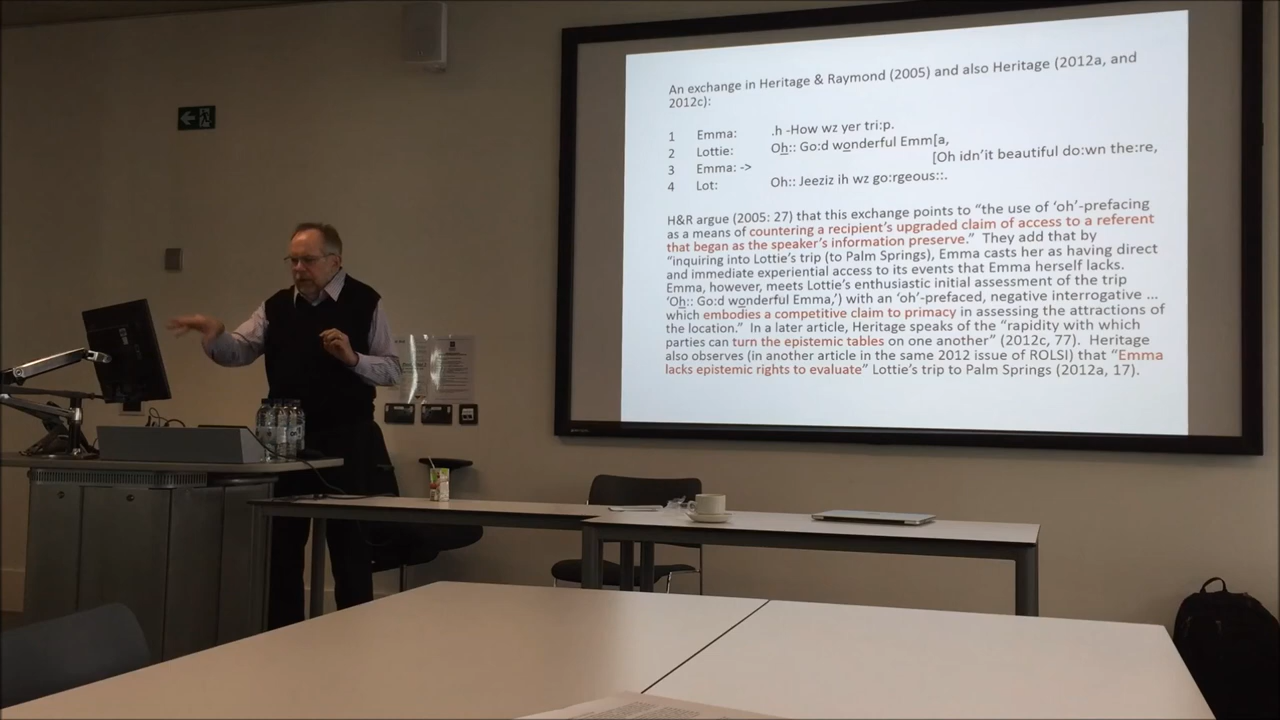 An exchange in Heritage & Raymond (2005) and also Heritage (2012a, and
2012c):
1 Emma: .h -How wz yer tri:p.
2 Lottie: Oh:: Go:d wonderful Emm[a,
3 Emma: -> [Oh idn'it beautiful do:wn the:re,
4 Lot: Oh:: Jeeziz ih wz go:rgeous::.
H&R argue (2005: 27) that this exchange points to "the use of 'oh'-prefacing
as a means of countering a recipient's upgraded claim of access to a referent
that began as the speaker's information preserve." They add that by
"inquiring into Lottie's trip (to Palm Springs), Emma casts her as having direct
and immediate experiential access to its events that Emma herself lacks.
Emma, however, meets Lottie's enthusiastic initial assessment of the trip
'Oh:: Go:d wonderful Emma,') with an 'oh'-prefaced, negative interrogative ...
which embodies a competitive claim to primacy in assessing the attractions of
the location." In a later article, Heritage speaks of the "rapidity with which
parties can turn the epistemic tables on one another" (2012c, 77). Heritage
also observes (in another article in the same 2012 issue of ROLSI) that "Emma
lacks epistemic rights to evaluate" Lottie's trip to Palm Springs (2012a, 17).